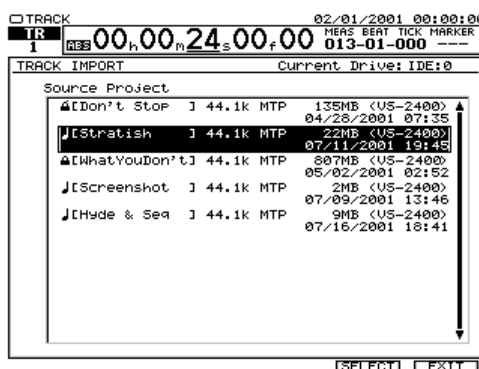 TRACK 02/01/2001 00:00:00
TR 1 ABS 00h00m24s00f00 MEAS BEAT TICK MARKER
013-01-000 ---
TRACK IMPORT Current Drive: IDE:0
Source Project
[Don't Stop ] 44.1k MTP 135MB (VS-2400)
04/28/2001 07:35
[Stratish ] 44.1k MTP 22MB (VS-2400)
07/11/2001 19:45
[WhatYouDon't] 44.1k MTP 807MB (VS-2400)
05/02/2001 02:52
[Screenshot ] 44.1k MTP 2MB (VS-2400)
07/09/2001 13:46
[Hyde & Seq ] 44.1k MTP 9MB (VS-2400)
07/16/2001 18:41
SELECT EXIT